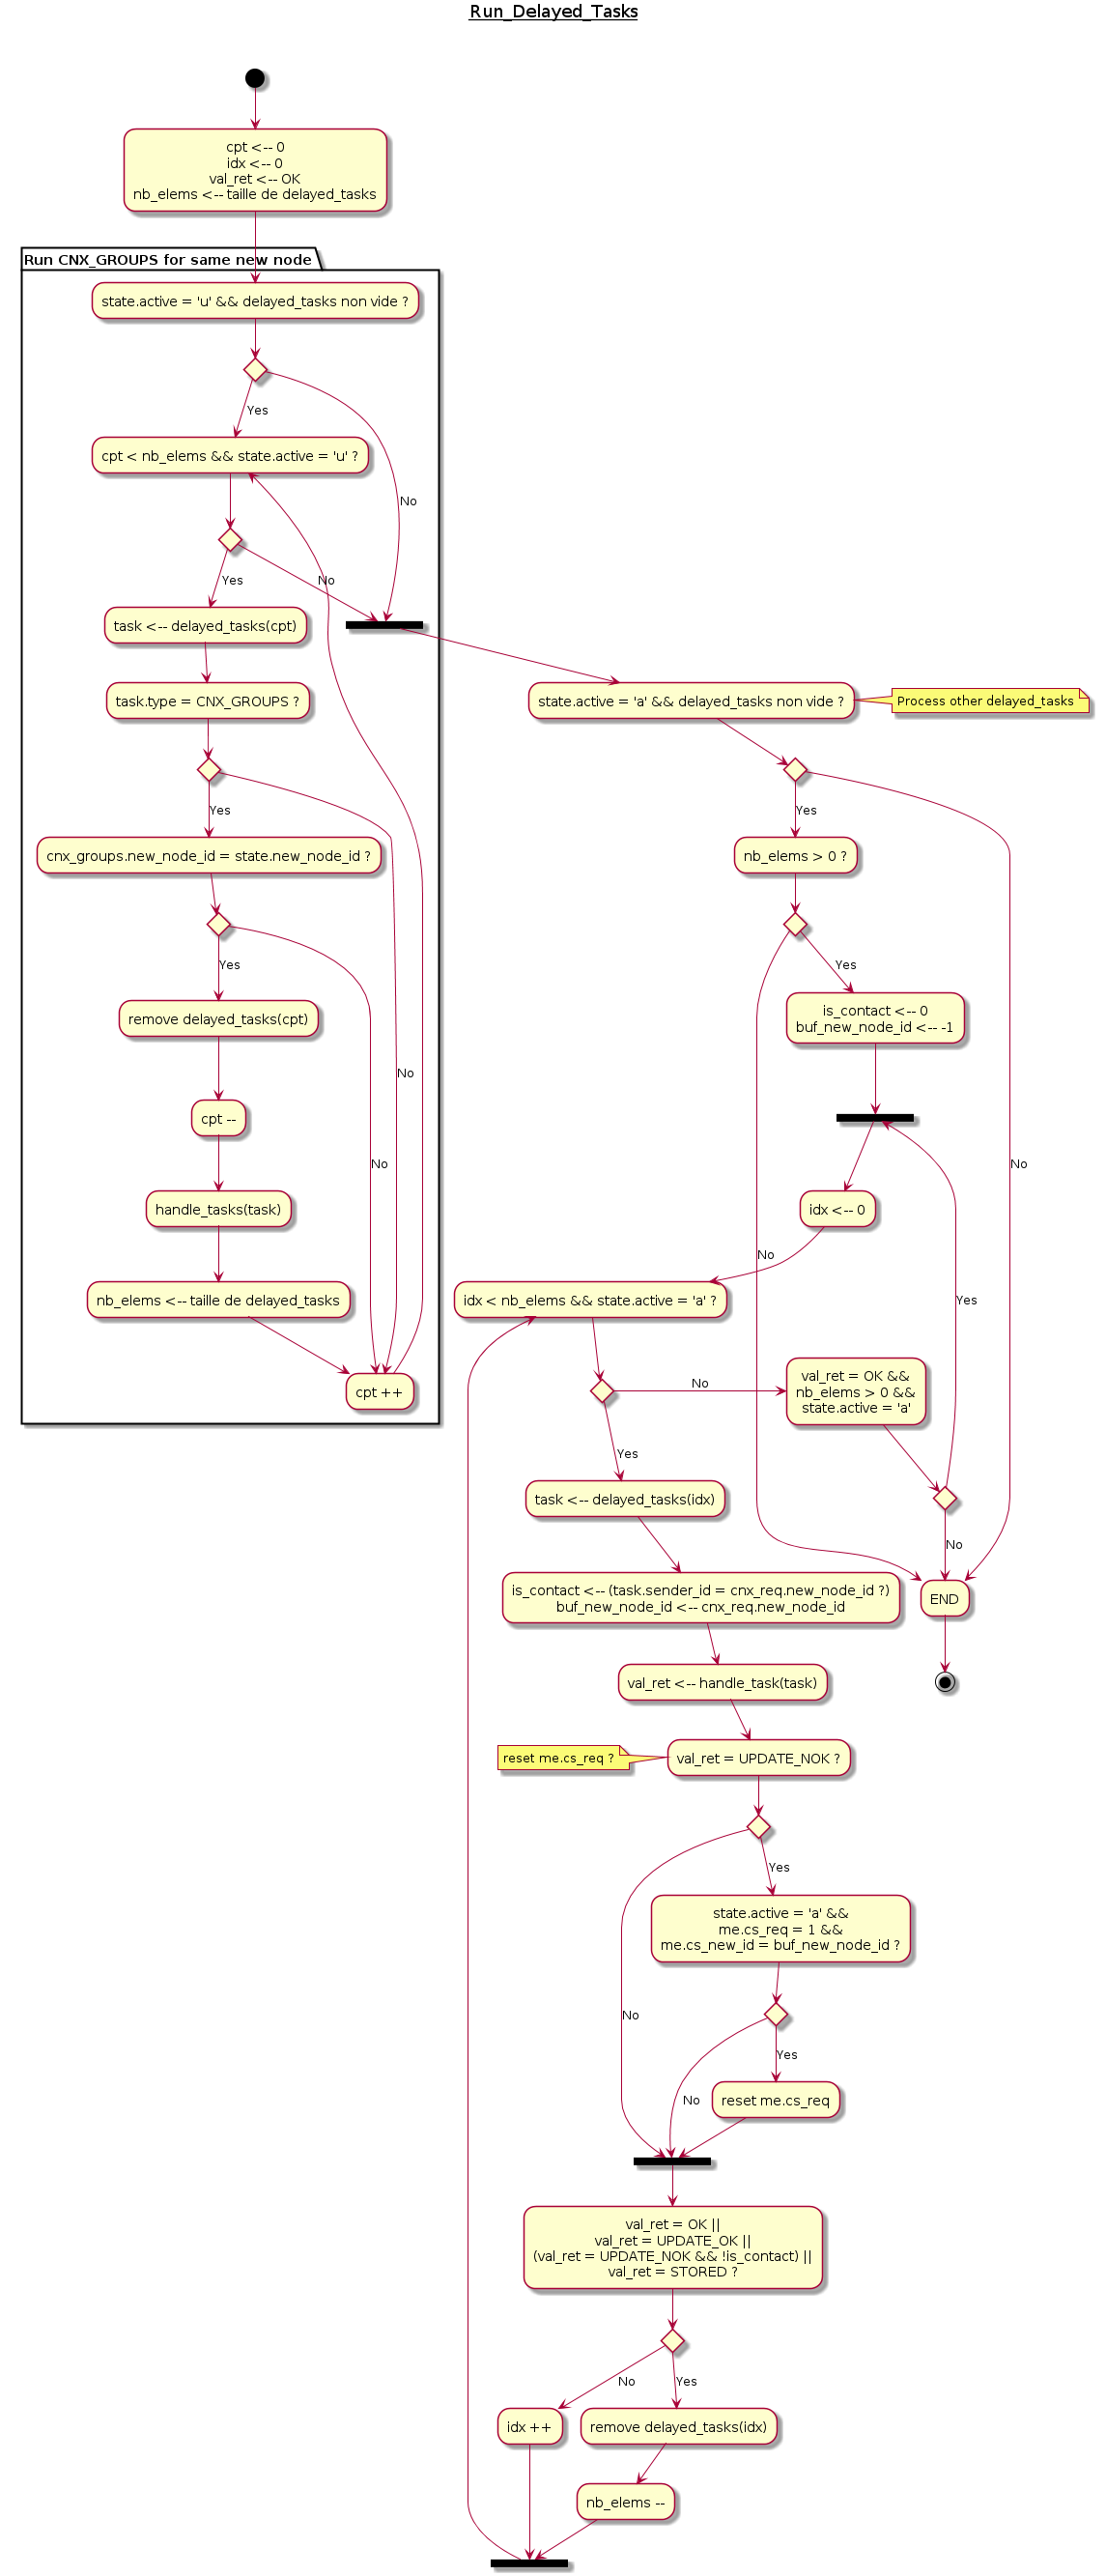 Run_Delayed_Tasks
cpt <-- 0
idx <-- 0
val_ret <-- OK
nb_elems <-- taille de delayed_tasks
Run CNX_GROUPS for same new node
state.active = 'u' && delayed_tasks non vide ?
Yes
cpt < nb_elems && state.active = 'u' ?
No
Yes
No
task <-- delayed_tasks(cpt)
task.type = CNX_GROUPS ?
Yes
cnx_groups.new_node_id = state.new_node_id ?
Yes
remove delayed_tasks(cpt)
No
cpt --
No
handle_tasks(task)
nb_elems <-- taille de delayed_tasks
cpt ++
state.active = 'a' && delayed_tasks non vide ?
Process other delayed_tasks
Yes
nb_elems > 0 ?
Yes
is_contact <-- 0
buf_new_node_id <-- -1
No
idx <-- 0
No
idx < nb_elems && state.active = 'a' ?
Yes
No
val_ret = OK &&
nb_elems > 0 &&
state.active = 'a'
Yes
task <-- delayed_tasks(idx)
No
is_contact <-- (task.sender_id = cnx_req.new_node_id ?)
buf_new_node_id <-- cnx_req.new_node_id
END
val_ret <-- handle_task(task)
reset me.cs_req ?
val_ret = UPDATE_NOK ?
Yes
state.active = 'a' &&
me.cs_req = 1 &&
me.cs_new_id = buf_new_node_id ?
No
Yes
No
reset me.cs_req
val_ret = OK ||
val_ret = UPDATE_OK ||
(val_ret = UPDATE_NOK && !is_contact) ||
val_ret = STORED ?
No
Yes
idx ++
remove delayed_tasks(idx)
nb_elems --